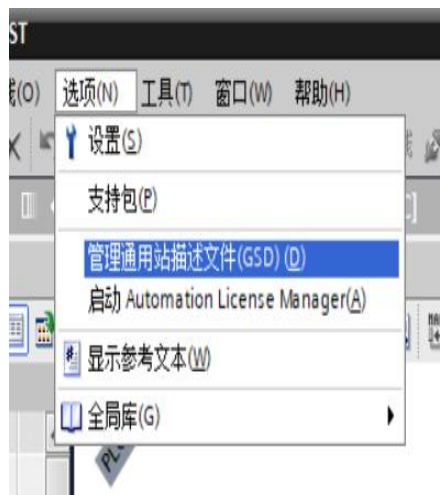 ST
线(O) 选项(N) 工具(T) 窗口(W) 帮助(H)
设置(S)
支持包(P)
管理通用站描述文件(GSD) (D)
启动 Automation License Manager(A)
显示参考文本(W)
全局库(G)
PLC